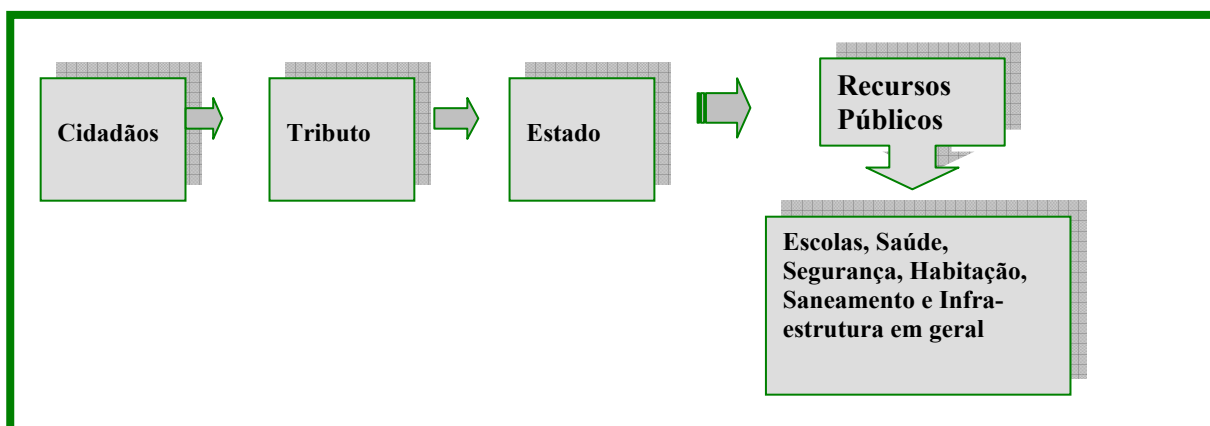 Cidadãos
Tributo
Estado
Recursos
Públicos
Escolas, Saúde,
Segurança, Habitação,
Saneamento e Infra-
estrutura em geral